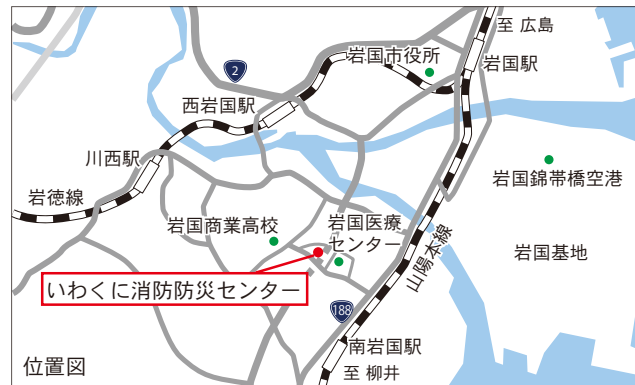 至 広島
岩国市役所
岩国駅
2
西岩国駅
川西駅
岩国錦帯橋空港
岩徳線
岩国商業高校
岩国医療
センター
山陽本線
岩国基地
いわくに消防防災センター
188
南岩国駅
至 柳井
位置図